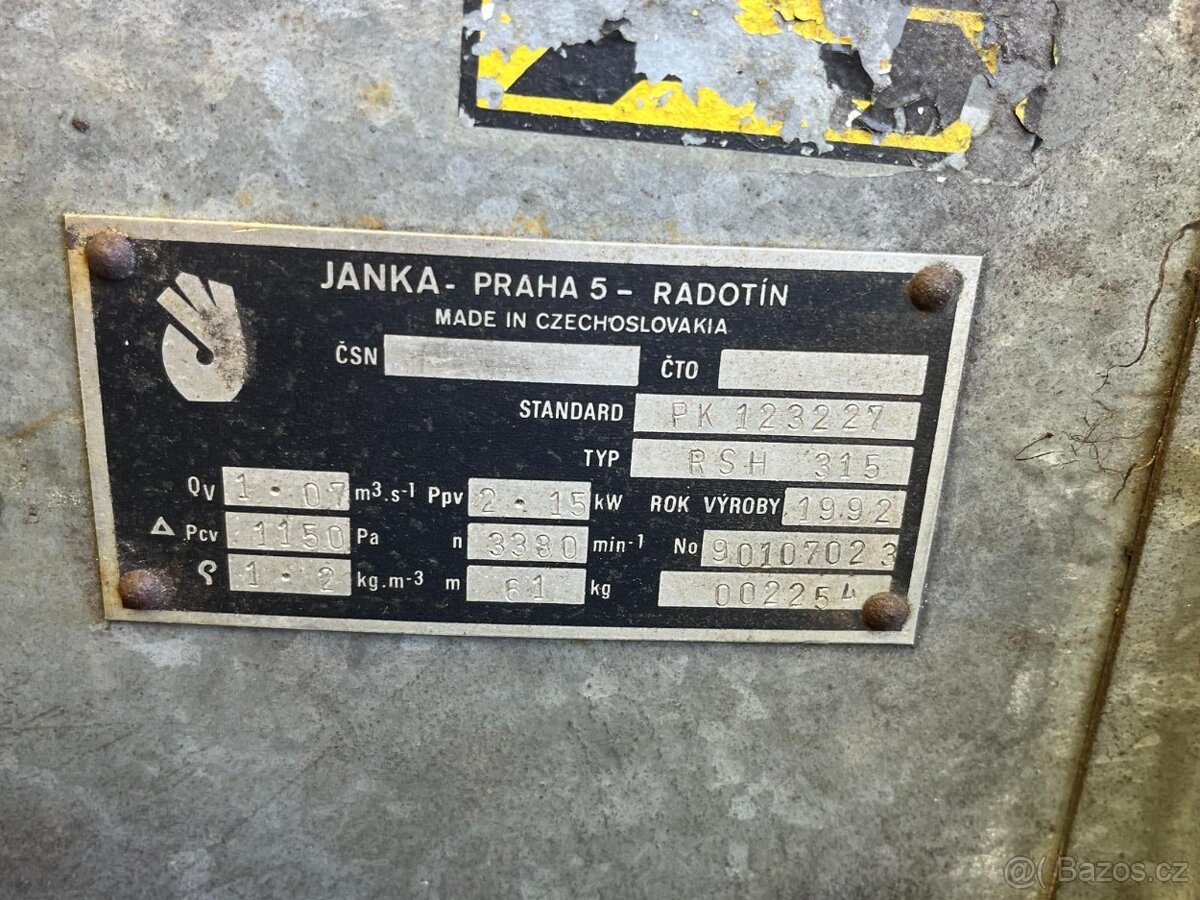 JANKA - PRAHA 5 - RADOTÍN
MADE IN CZECHOSLOVAKIA
ČSN ČTO
STANDARD PK 123227
TYP RSH 315
Qv 1·07 m³.s-¹ Ppv 2·15 kW ROK VÝROBY 1992
Δ Pcv 1150 Pa n 3380 min-¹ No 90107023
ρ 1·2 kg.m-³ m 61 kg 002254
@( Bazos.cz